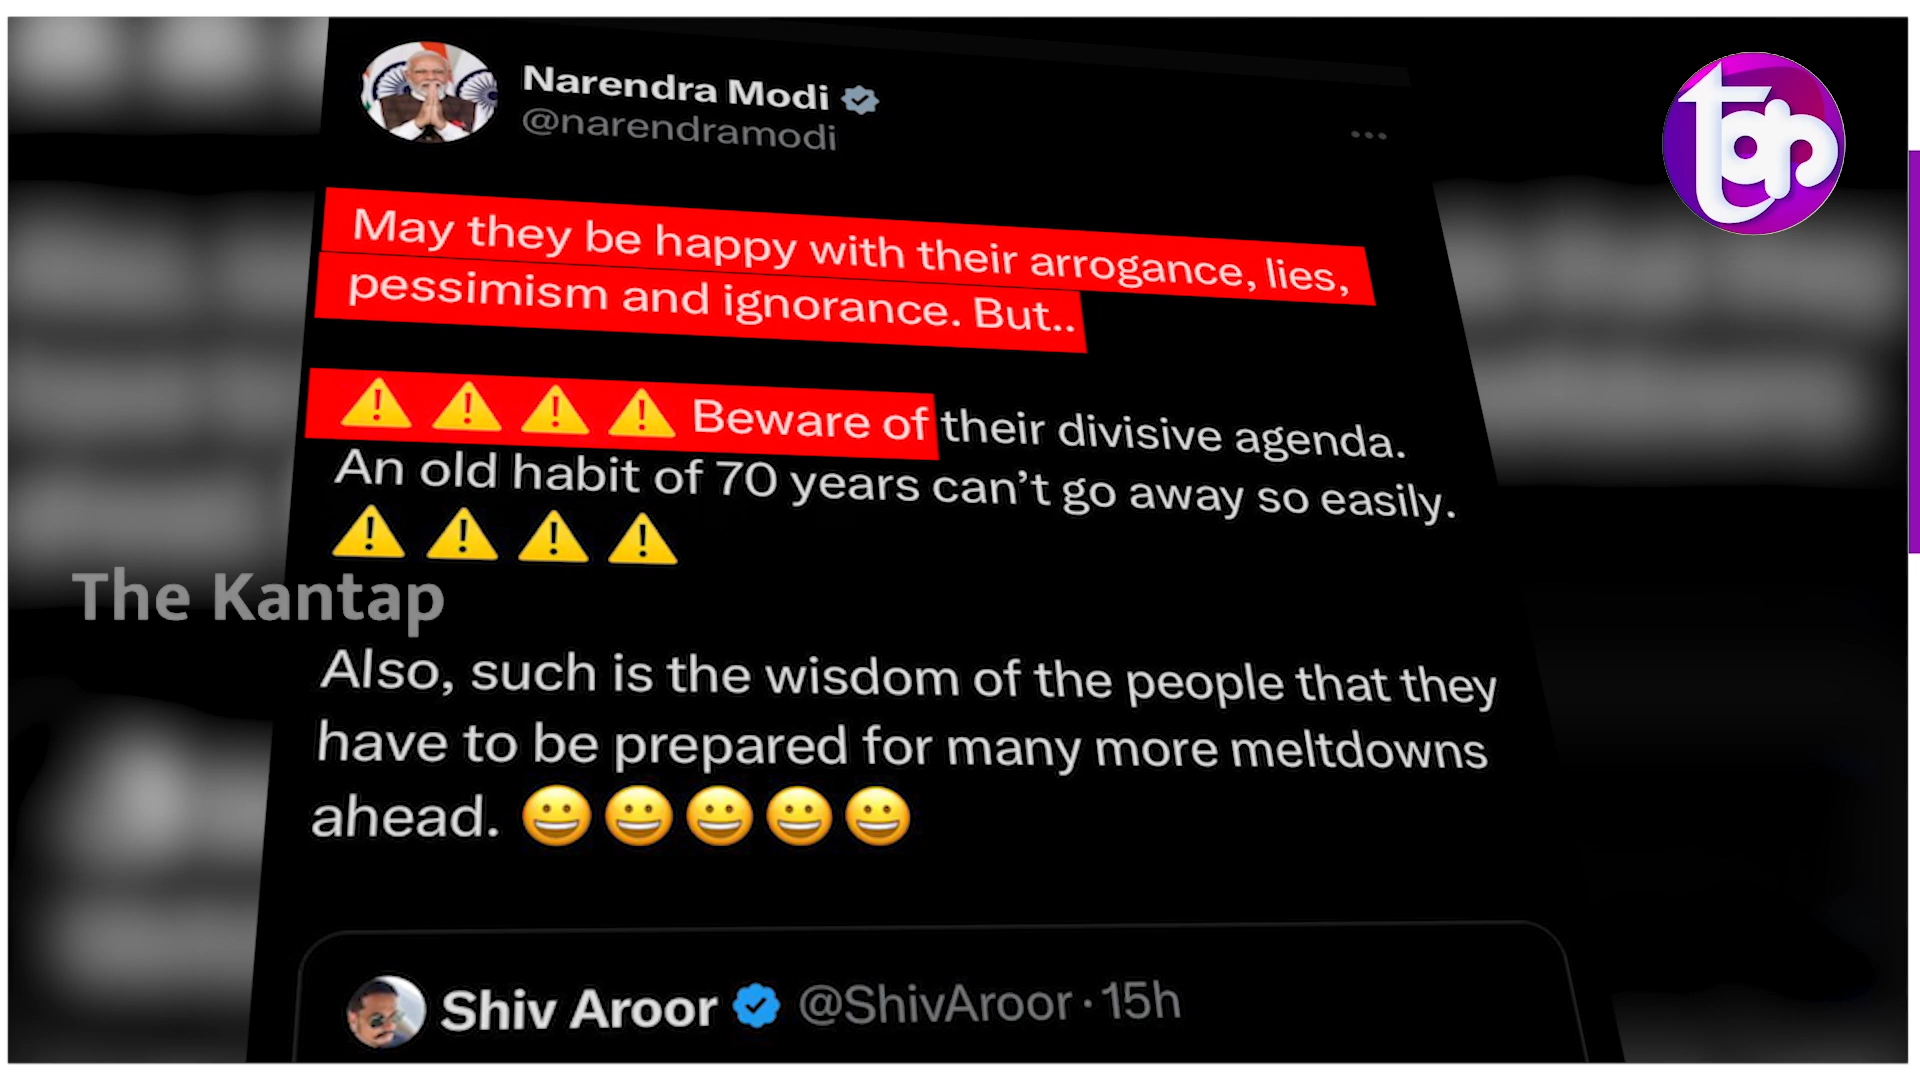 Narendra Modi
@narendramodi
May they be happy with their arrogance, lies,
pessimism and ignorance. But..
⚠️ ⚠️ ⚠️ ⚠️ Beware of their divisive agenda.
An old habit of 70 years can’t go away so easily.
⚠️ ⚠️ ⚠️ ⚠️
The Kantap
Also, such is the wisdom of the people that they
have to be prepared for many more meltdowns
ahead. 😀 😀 😀 😀 😀
Shiv Aroor @ShivAroor · 15h